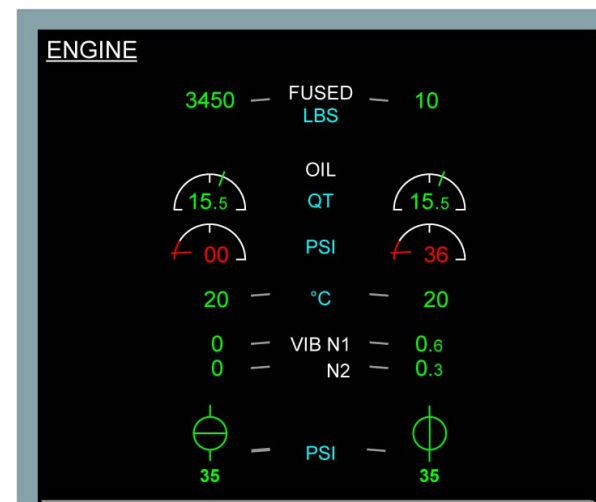 ENGINE
3450 FUSED 10
LBS
OIL
15.5 QT 15.5
00 PSI 36
20 °C 20
0 VIB N1 0.6
0 N2 0.3
PSI
35 35